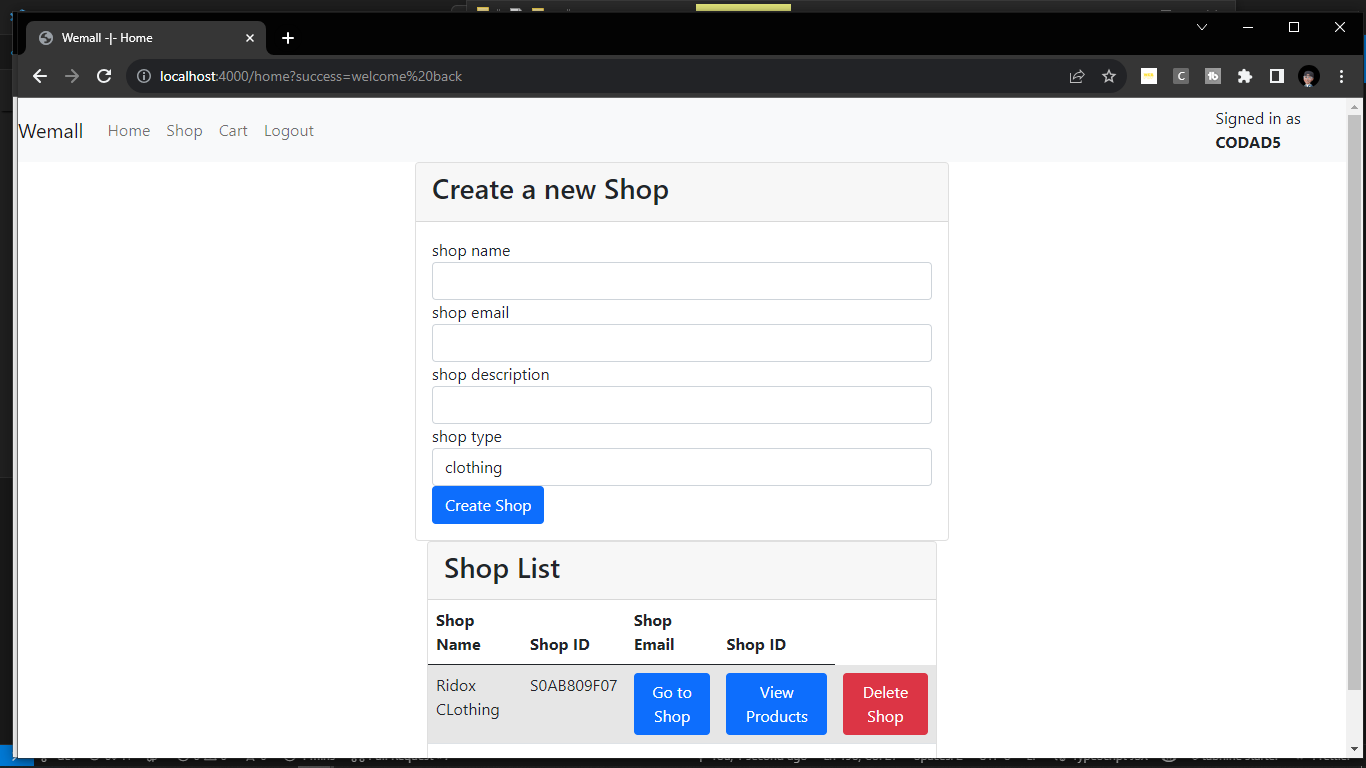 Wemall -|- Home
localhost:4000/home?success=welcome%20back
Wemall Home Shop Cart Logout
Signed in as
CODAD5
Create a new Shop
shop name
shop email
shop description
shop type
clothing
Create Shop
Shop List
Shop Name Shop ID Shop Email Shop ID
Ridox CLothing S0AB809F07 Go to Shop View Products Delete Shop